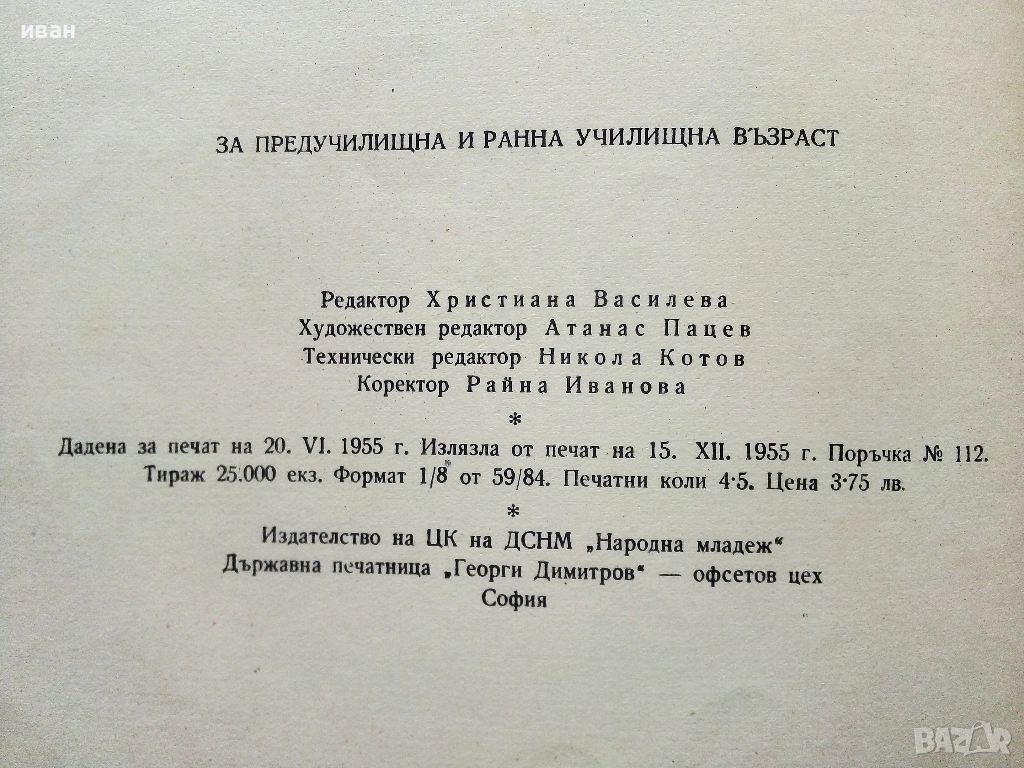 иван
ЗА ПРЕДУЧИЛИЩНА И РАННА УЧИЛИЩНА ВЪЗРАСТ
Редактор Христиана Василева
Художествен редактор Атанас Пацев
Технически редактор Никола Котов
Коректор Райна Иванова
*
Дадена за печат на 20. VI. 1955 г. Излязла от печат на 15. XII. 1955 г. Поръчка № 112.
Тираж 25.000 екз. Формат 1/8 от 59/84. Печатни коли 4·5. Цена 3·75 лв.
*
Издателство на ЦК на ДСНМ „Народна младеж“
Държавна печатница „Георги Димитров“ — офсетов цех
София
BAZAR